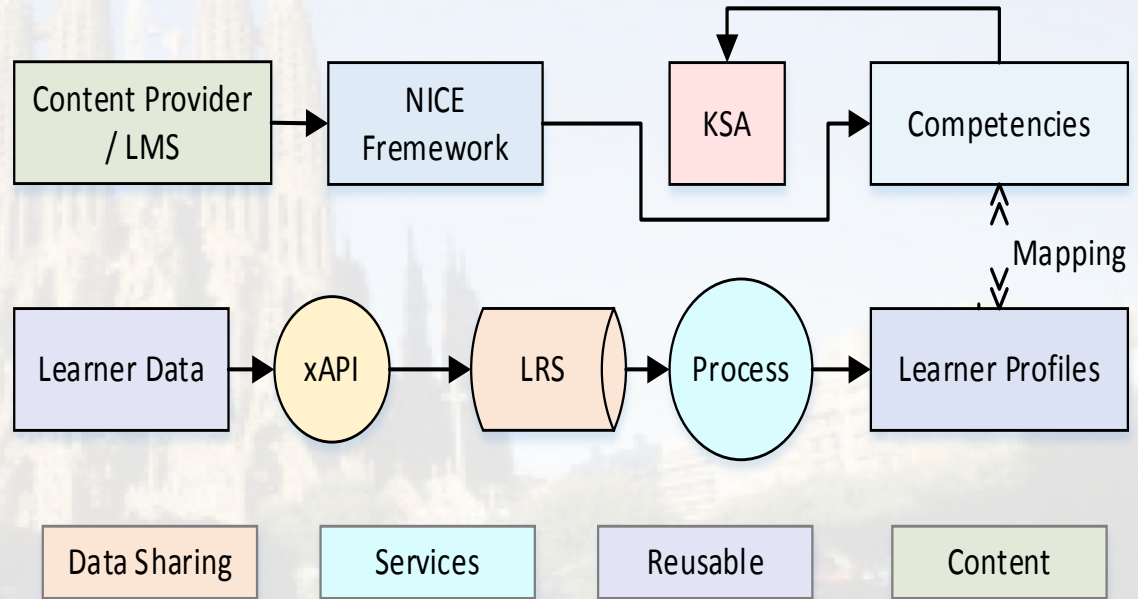 Content Provider
/ LMS
NICE
Fremework
KSA
Competencies
Mapping
Learner Data
xAPI
LRS
Process
Learner Profiles
Data Sharing
Services
Reusable
Content